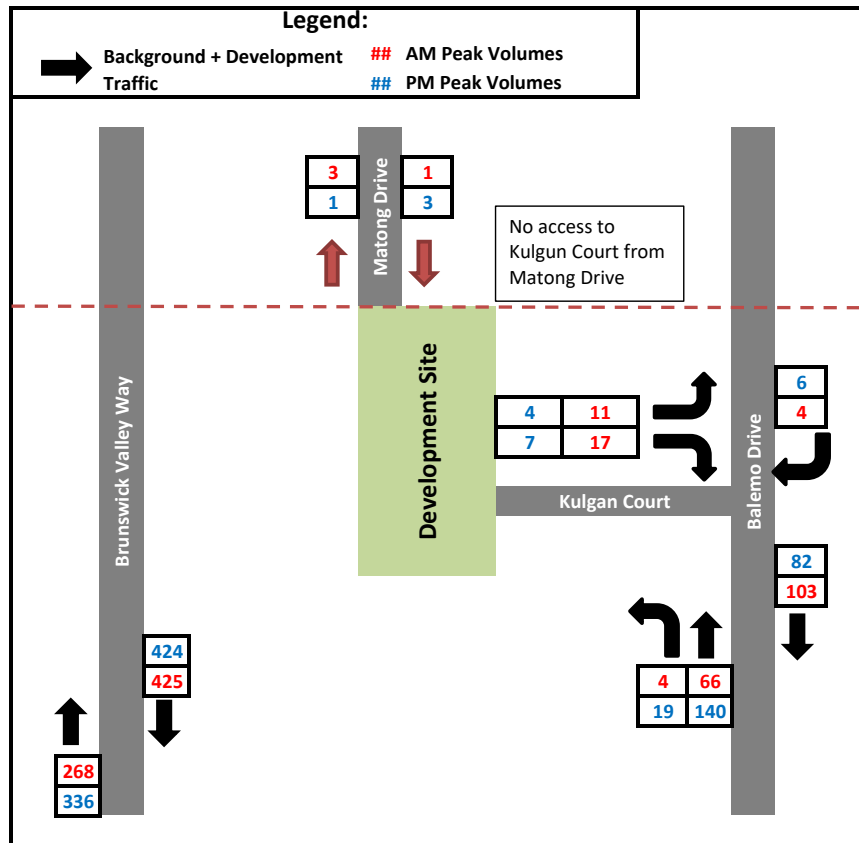 Legend:
Background + Development
Traffic
## AM Peak Volumes
## PM Peak Volumes
3
1
Matong Drive
1
3
No access to
Kulgun Court from
Matong Drive
Brunswick Valley Way
Development Site
4 11
7 17
Balemo Drive
6
4
Kulgan Court
82
103
424
425
4 66
19 140
268
336